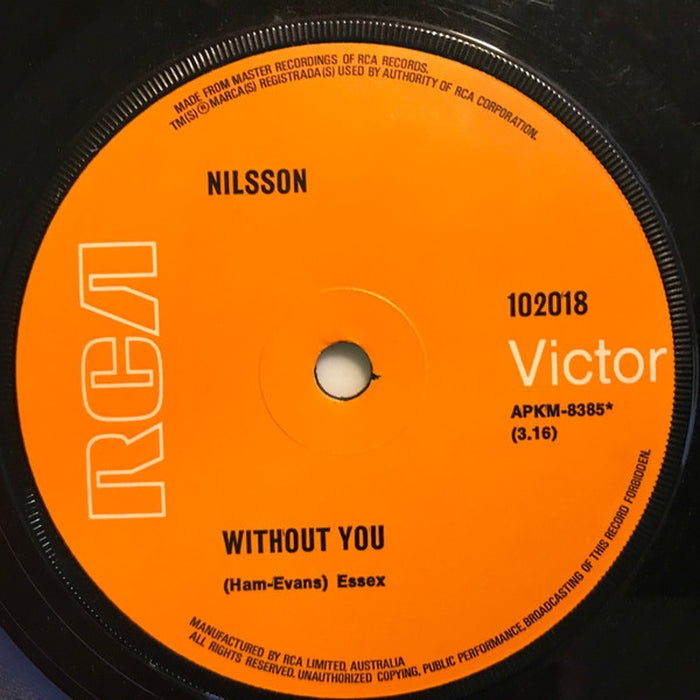 MADE FROM MASTER RECORDINGS OF RCA RECORDS.
TM(S) ® MARCA(S) REGISTRADA(S) USED BY AUTHORITY OF RCA CORPORATION.
NILSSON
RCA
102018
Victor
APKM-8385*
(3.16)
WITHOUT YOU
(Ham-Evans) Essex
MANUFACTURED BY RCA LIMITED, AUSTRALIA
ALL RIGHTS RESERVED. UNAUTHORIZED COPYING, PUBLIC PERFORMANCE, BROADCASTING OF THIS RECORD FORBIDDEN.